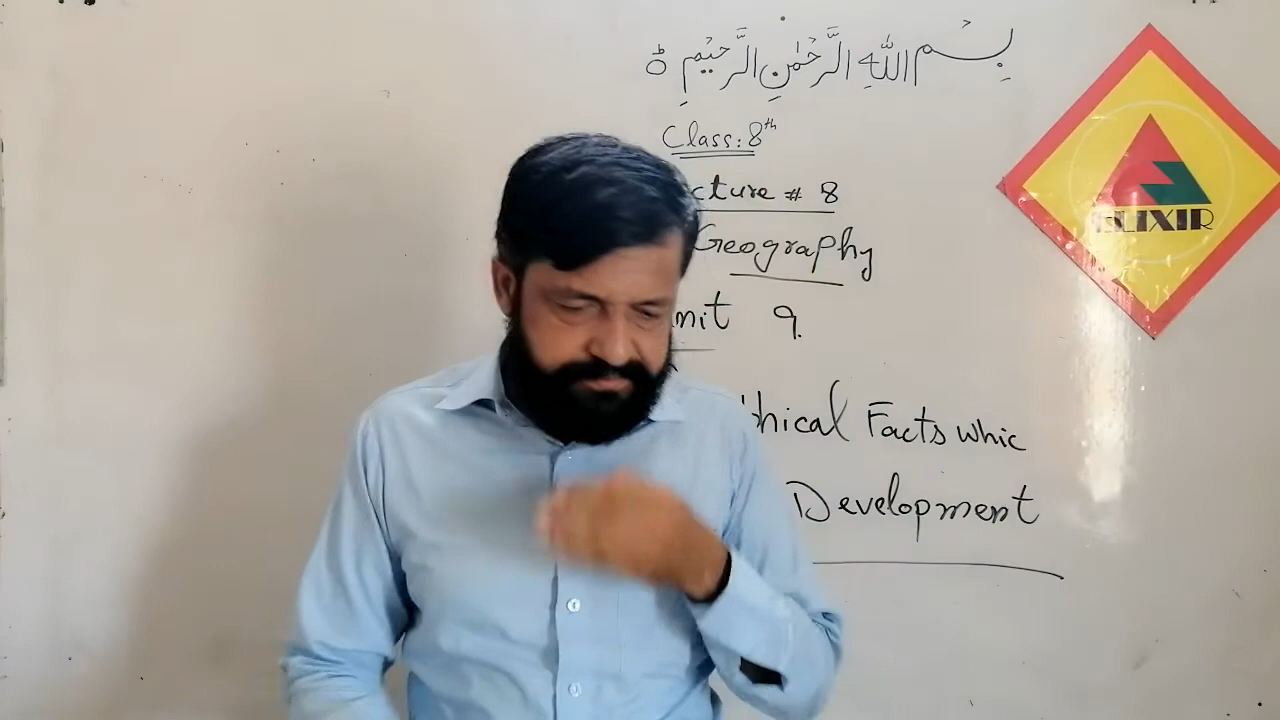 بِسْمِ اللّٰهِ الرَّحْمٰنِ الرَّحِيْمِ ط
Class: 8th
cture # 8
Geography
nit 9.
hical Facts whic
Development
ELIXIR